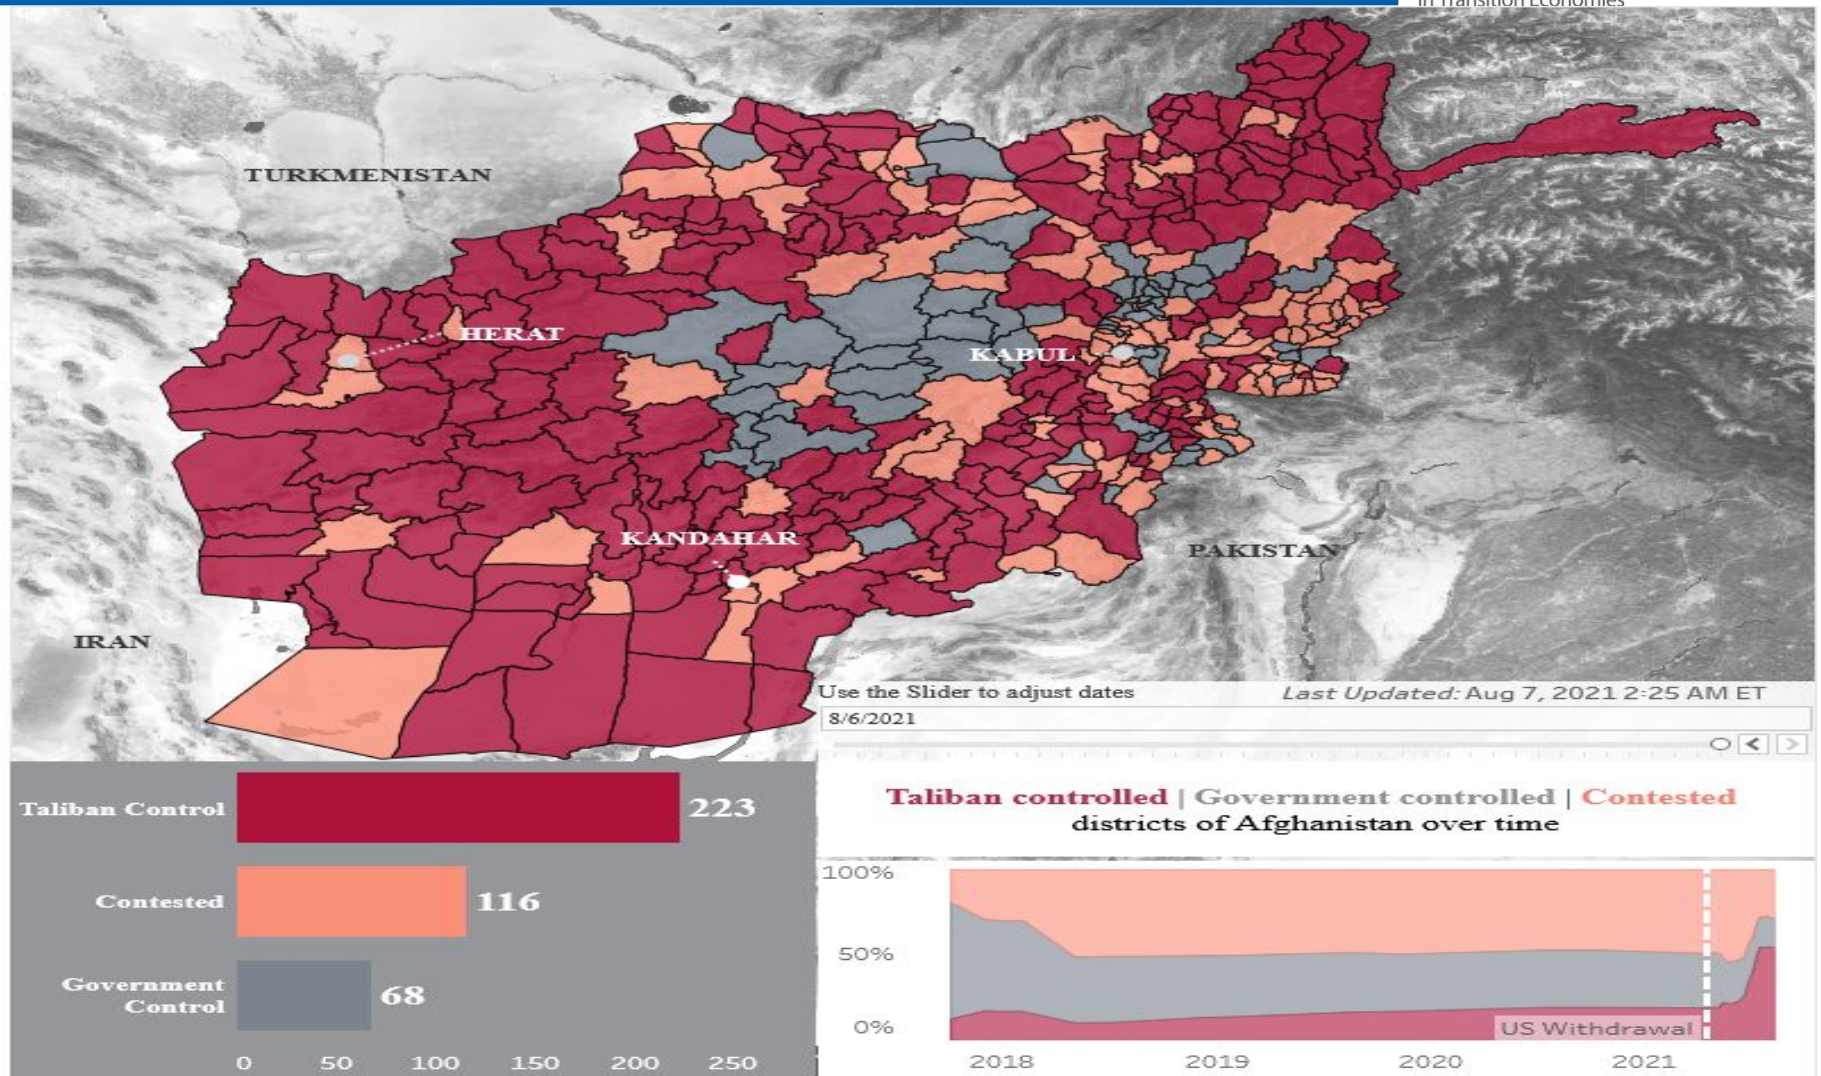 in Transition Economies
TURKMENISTAN
HERAT
KABUL
KANDAHAR
PAKISTAN
IRAN
Use the Slider to adjust dates
Last Updated: Aug 7, 2021 2:25 AM ET
8/6/2021
Taliban Control
223
Contested
116
Government
Control
68
0 50 100 150 200 250
Taliban controlled | Government controlled | Contested
districts of Afghanistan over time
100%
50%
0%
US Withdrawal
2018 2019 2020 2021